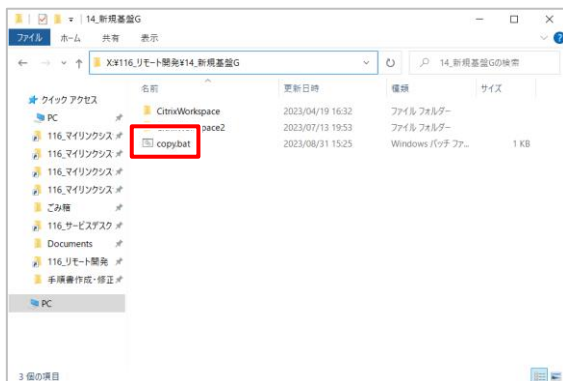 14_新規基盤G
ファイル ホーム 共有 表示
X:¥116_リモート開発¥14_新規基盤G
14_新規基盤Gの検索
名前 更新日時 種類 サイズ
クイック アクセス
CitrixWorkspace 2023/04/19 16:32 ファイル フォルダー
PC
pace2 2023/07/13 19:53 ファイル フォルダー
116_マイリンクシス
copy.bat 2023/08/31 15:25 Windows バッチ ファ... 1 KB
116_マイリンクシス
116_マイリンクシス
116_マイリンクシス
ごみ箱
116_サービスデスク
Documents
116_リモート開発
手順書作成・修正
PC
3 個の項目